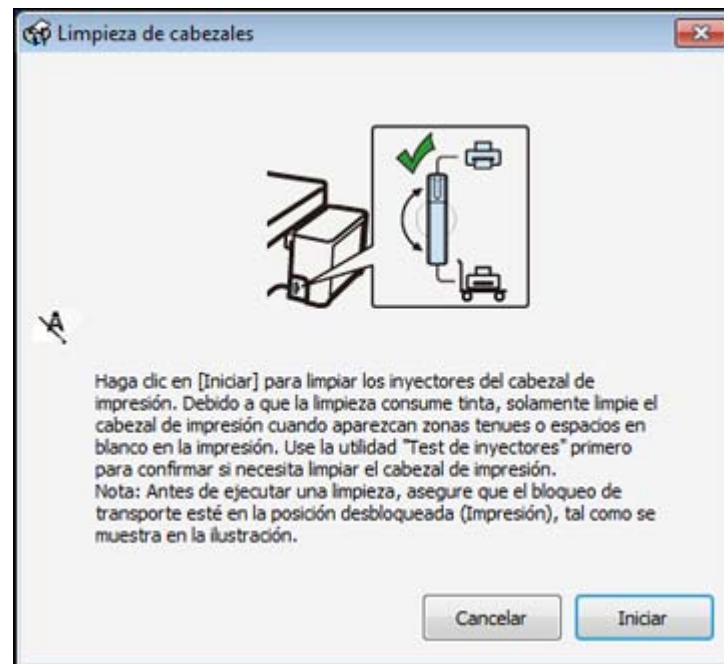 Limpieza de cabezales
A
Haga clic en [Iniciar] para limpiar los inyectores del cabezal de
impresión. Debido a que la limpieza consume tinta, solamente limpie el
cabezal de impresión cuando aparezcan zonas tenues o espacios en
blanco en la impresión. Use la utilidad "Test de inyectores" primero
para confirmar si necesita limpiar el cabezal de impresión.
Nota: Antes de ejecutar una limpieza, asegure que el bloqueo de
transporte esté en la posición desbloqueada (Impresión), tal como se
muestra en la ilustración.
Cancelar
Iniciar